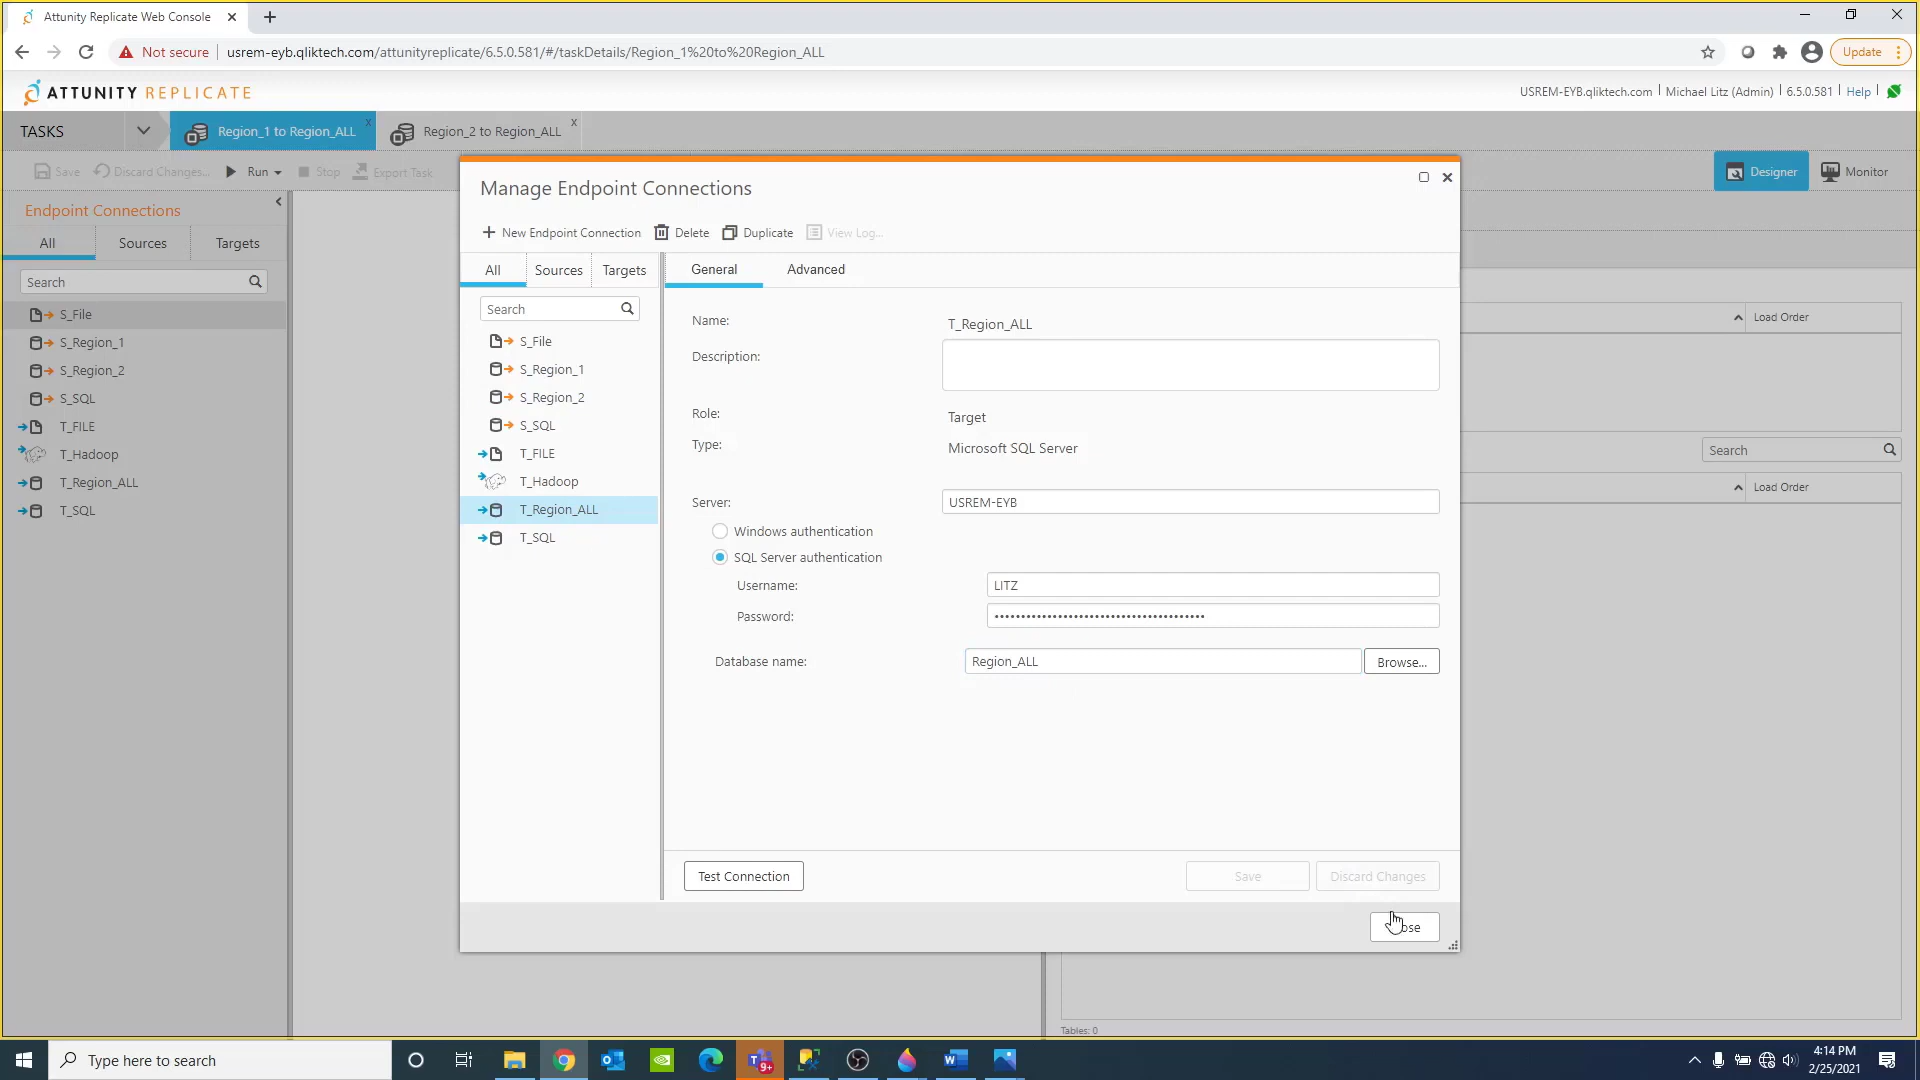 Attunity Replicate Web Console
Not secure
usrem-eyb.qliktech.com/attunityreplicate/6.5.0.581/#/taskDetails/Region_1%20to%20Region_ALL
Update
ATTUNITY REPLICATE
USREM-EYB.qliktech.com
Michael Litz (Admin)
6.5.0.581
Help
TASKS
Region_1 to Region_ALL
x
Region_2 to Region_ALL
x
Save
Discard Changes...
Run
Stop
Export Task
Designer
Monitor
Endpoint Connections
All
Sources
Targets
Search
S_File
S_Region_1
S_Region_2
S_SQL
T_FILE
T_Hadoop
T_Region_ALL
T_SQL
Manage Endpoint Connections
New Endpoint Connection
Delete
Duplicate
View Log...
All
Sources
Targets
Search
S_File
S_Region_1
S_Region_2
S_SQL
T_FILE
T_Hadoop
T_Region_ALL
T_SQL
General
Advanced
Name:
T_Region_ALL
Description:
Role:
Target
Type:
Microsoft SQL Server
Server:
USREM-EYB
Windows authentication
SQL Server authentication
Username:
LITZ
Password:
Database name:
Region_ALL
Browse...
Test Connection
Save
Discard Changes
Load Order
Search
Load Order
Tables: 0
Type here to search
9+
4:14 PM
2/25/2021